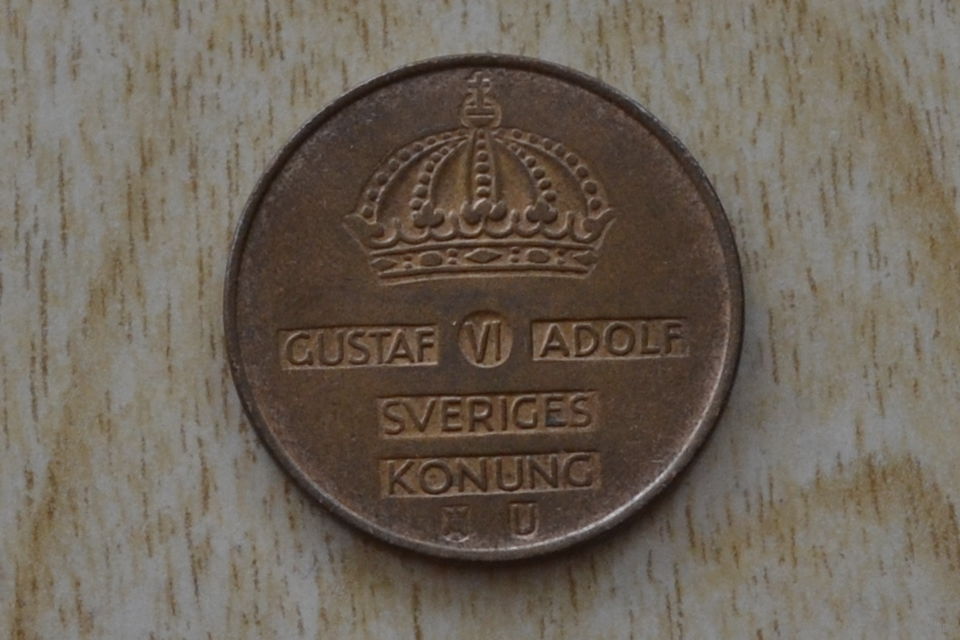 GUSTAF VI ADOLF
SVERIGES
KONUNG
U